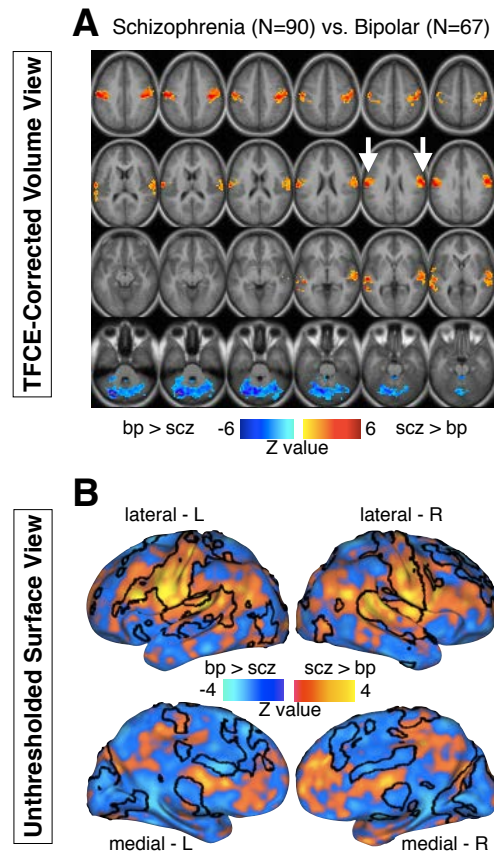 A Schizophrenia (N=90) vs. Bipolar (N=67)
TFCE-Corrected Volume View
bp > scz -6 6 scz > bp
Z value
B
Unthresholded Surface View
lateral - L lateral - R
bp > scz scz > bp
-4 4
Z value
medial - L medial - R